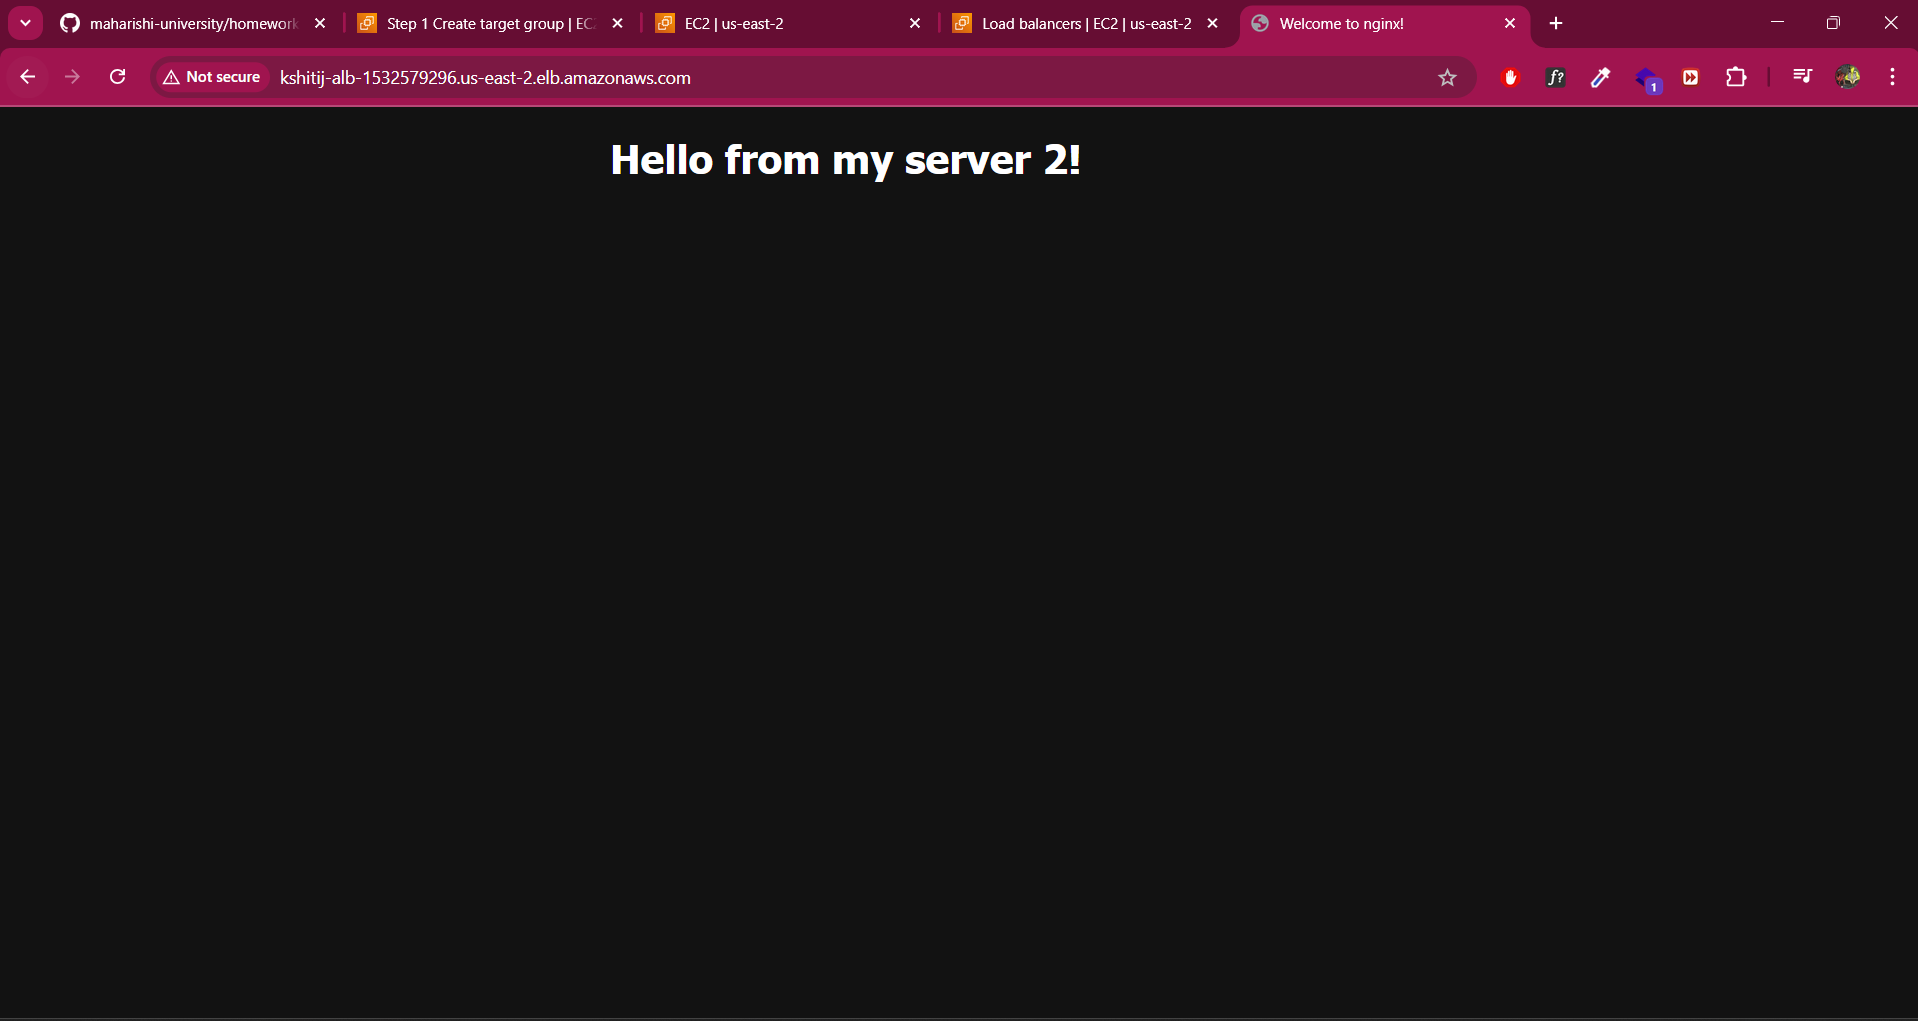 maharishi-university/homework
Step 1 Create target group | EC2
EC2 | us-east-2
Load balancers | EC2 | us-east-2
Welcome to nginx!
Not secure
kshitij-alb-1532579296.us-east-2.elb.amazonaws.com
f?
1
Hello from my server 2!